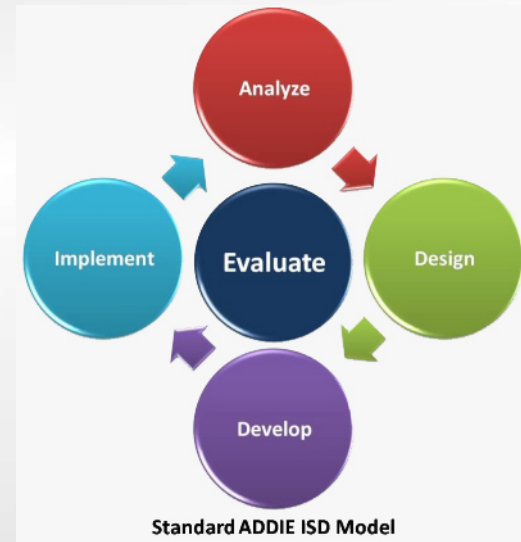 Analyze
Implement
Evaluate
Design
Develop
Standard ADDIE ISD Model